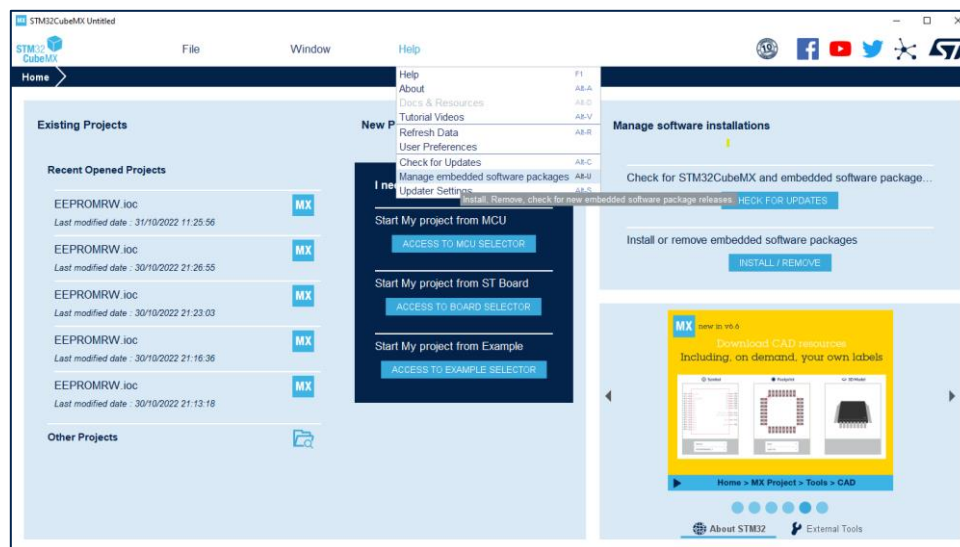 MX STM32CubeMX Untitled
STM32
CubeMX
File
Window
Help
Home
Help F1
About Alt-A
Docs & Resources Alt-D
Tutorial Videos Alt-V
Refresh Data Alt-R
User Preferences
Check for Updates Alt-C
Manage embedded software packages Alt-U
Updater Settings Alt-S
Install, Remove, check for new embedded software package releases.
Existing Projects
Recent Opened Projects
EEPROMRW.ioc MX
Last modified date : 31/10/2022 11:25:56
EEPROMRW.ioc MX
Last modified date : 30/10/2022 21:26:55
EEPROMRW.ioc MX
Last modified date : 30/10/2022 21:23:03
EEPROMRW.ioc MX
Last modified date : 30/10/2022 21:16:36
EEPROMRW.ioc MX
Last modified date : 30/10/2022 21:13:18
Other Projects
New P
I nee
Start My project from MCU
ACCESS TO MCU SELECTOR
Start My project from ST Board
ACCESS TO BOARD SELECTOR
Start My project from Example
ACCESS TO EXAMPLE SELECTOR
Manage software installations
Check for STM32CubeMX and embedded software package...
HECK FOR UPDATES
Install or remove embedded software packages
INSTALL / REMOVE
MX new in v6.6
Download CAD resources
Including, on demand, your own labels
Symbol Footprint 3D Model
Home > MX Project > Tools > CAD
About STM32 External Tools